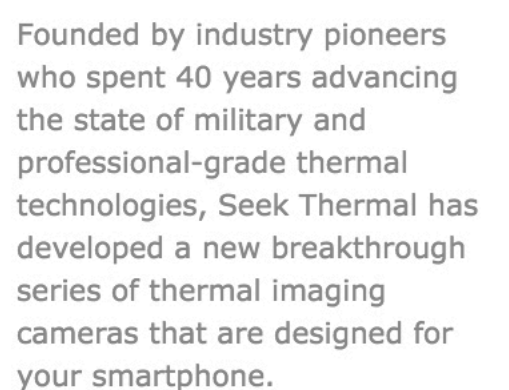 Founded by industry pioneers
who spent 40 years advancing
the state of military and
professional-grade thermal
technologies, Seek Thermal has
developed a new breakthrough
series of thermal imaging
cameras that are designed for
your smartphone.